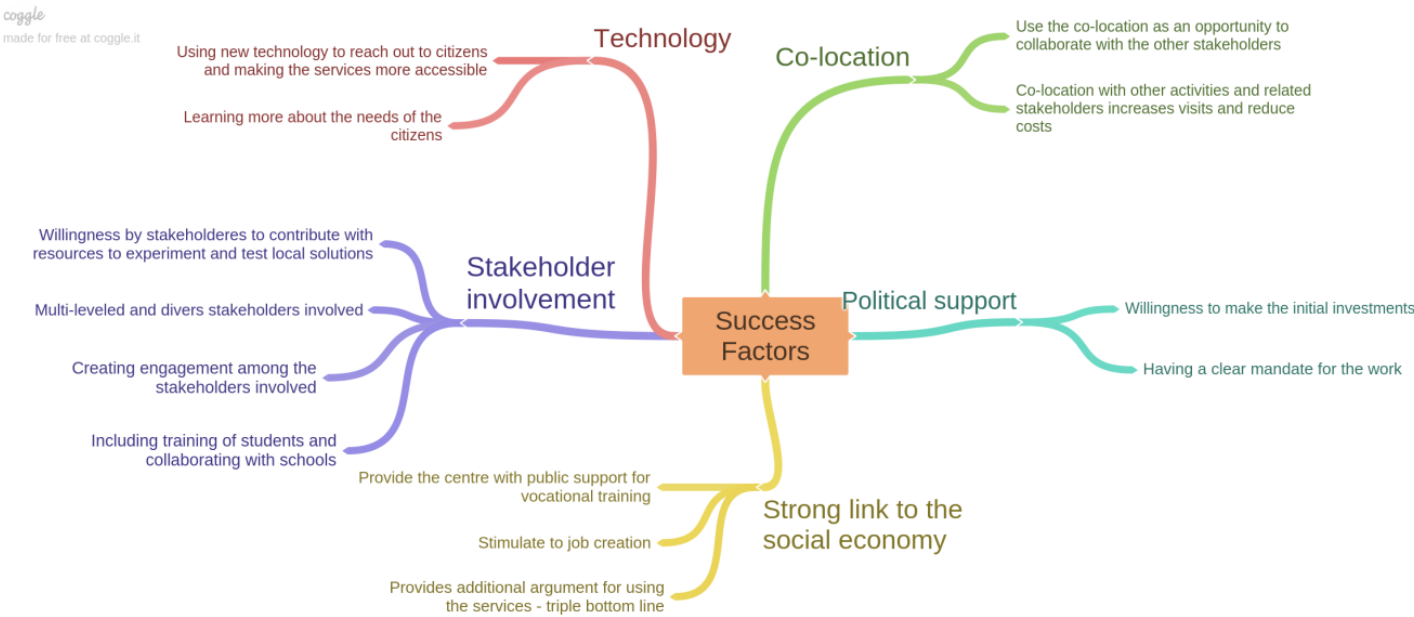 coggle
made for free at coggle.it
Technology
Using new technology to reach out to citizens
and making the services more accessible
Learning more about the needs of the
citizens
Co-location
Use the co-location as an opportunity to
collaborate with the other stakeholders
Co-location with other activities and related
stakeholders increases visits and reduce
costs
Stakeholder
involvement
Willingness by stakeholderes to contribute with
resources to experiment and test local solutions
Multi-leveled and divers stakeholders involved
Creating engagement among the
stakeholders involved
Including training of students and
collaborating with schools
Success
Factors
Political support
Willingness to make the initial investments
Having a clear mandate for the work
Strong link to the
social economy
Provide the centre with public support for
vocational training
Stimulate to job creation
Provides additional argument for using
the services - triple bottom line